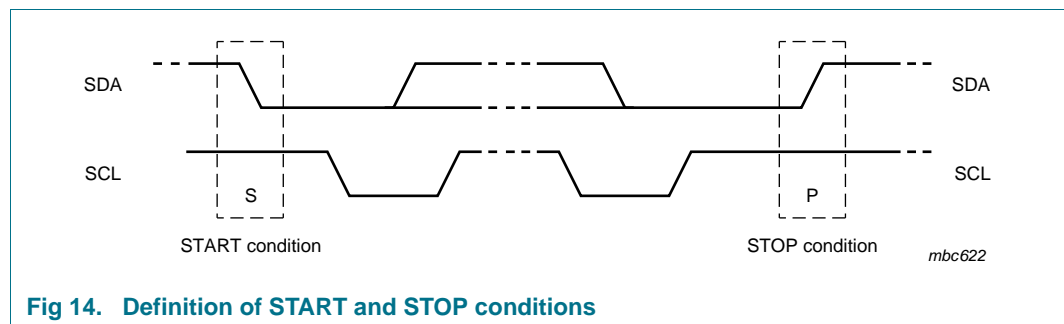 SDA
SDA
SCL
SCL
S
P
START condition
STOP condition
mbc622
Fig 14. Definition of START and STOP conditions